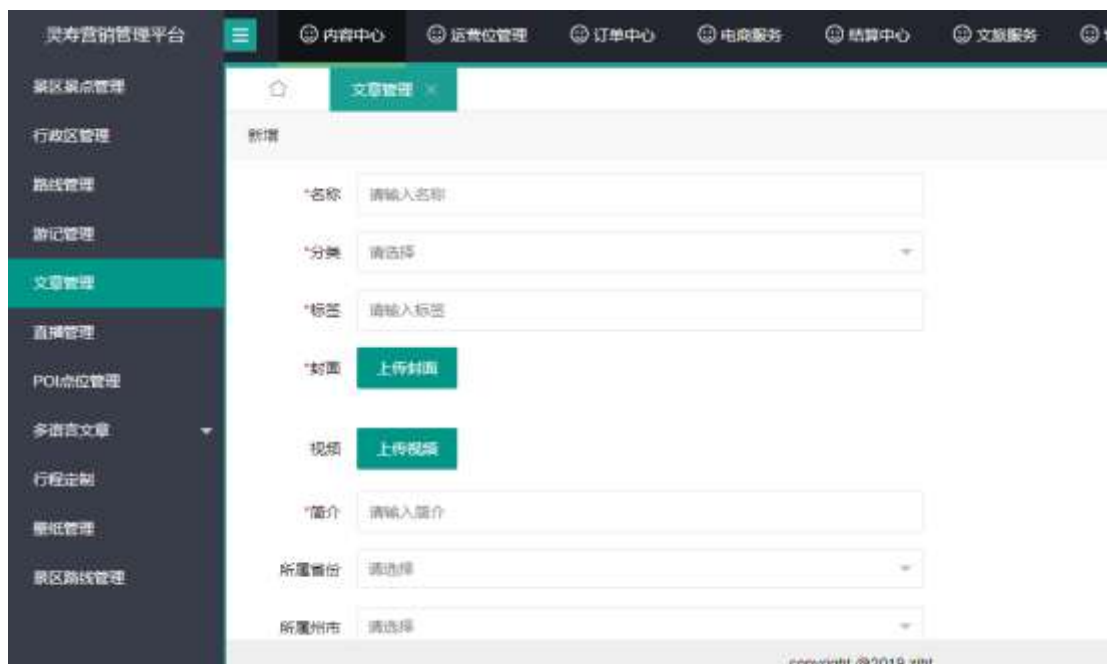 灵寿营销管理平台
内容中心 运营位管理 订单中心 电商服务 结算中心 文旅服务
景区景点管理
文章管理 ×
行政区管理
新增
路线管理
*名称 请输入名称
游记管理
*分类 请选择
文章管理
*标签 请输入标签
直播管理
*封面 上传封面
POI点位管理
多语言文章
视频 上传视频
行程定制
*简介 请输入简介
壁纸管理
景区路线管理
所属省份 请选择
所属州市 请选择
copyright @2019